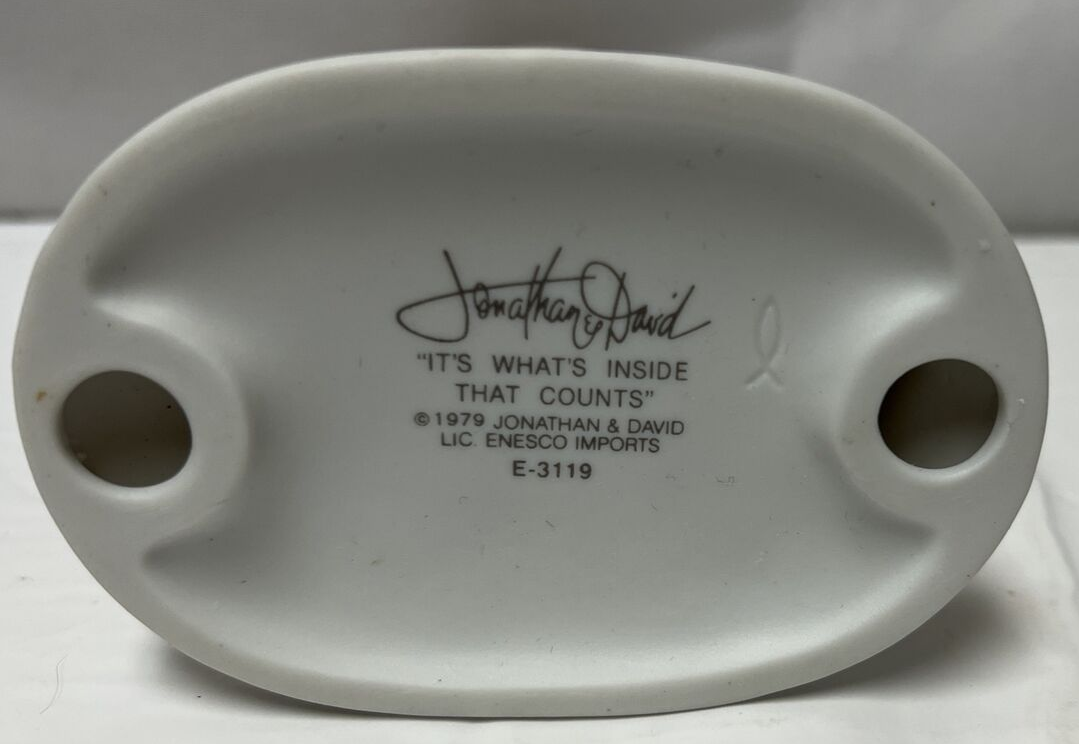 Jonathan & David
"IT'S WHAT'S INSIDE
THAT COUNTS"
©1979 JONATHAN & DAVID
LIC. ENESCO IMPORTS
E-3119